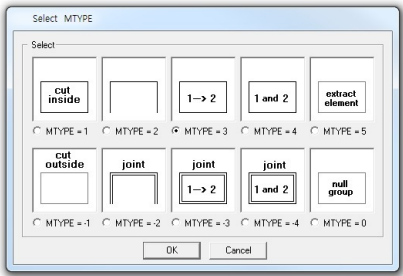 Select MTYPE
Select
cut
inside
1--> 2
1 and 2
extract
element
MTYPE = 1
MTYPE = 2
MTYPE = 3
MTYPE = 4
MTYPE = 5
cut
outside
joint
joint
1--> 2
joint
1 and 2
null
group
MTYPE = -1
MTYPE = -2
MTYPE = -3
MTYPE = -4
MTYPE = 0
OK
Cancel